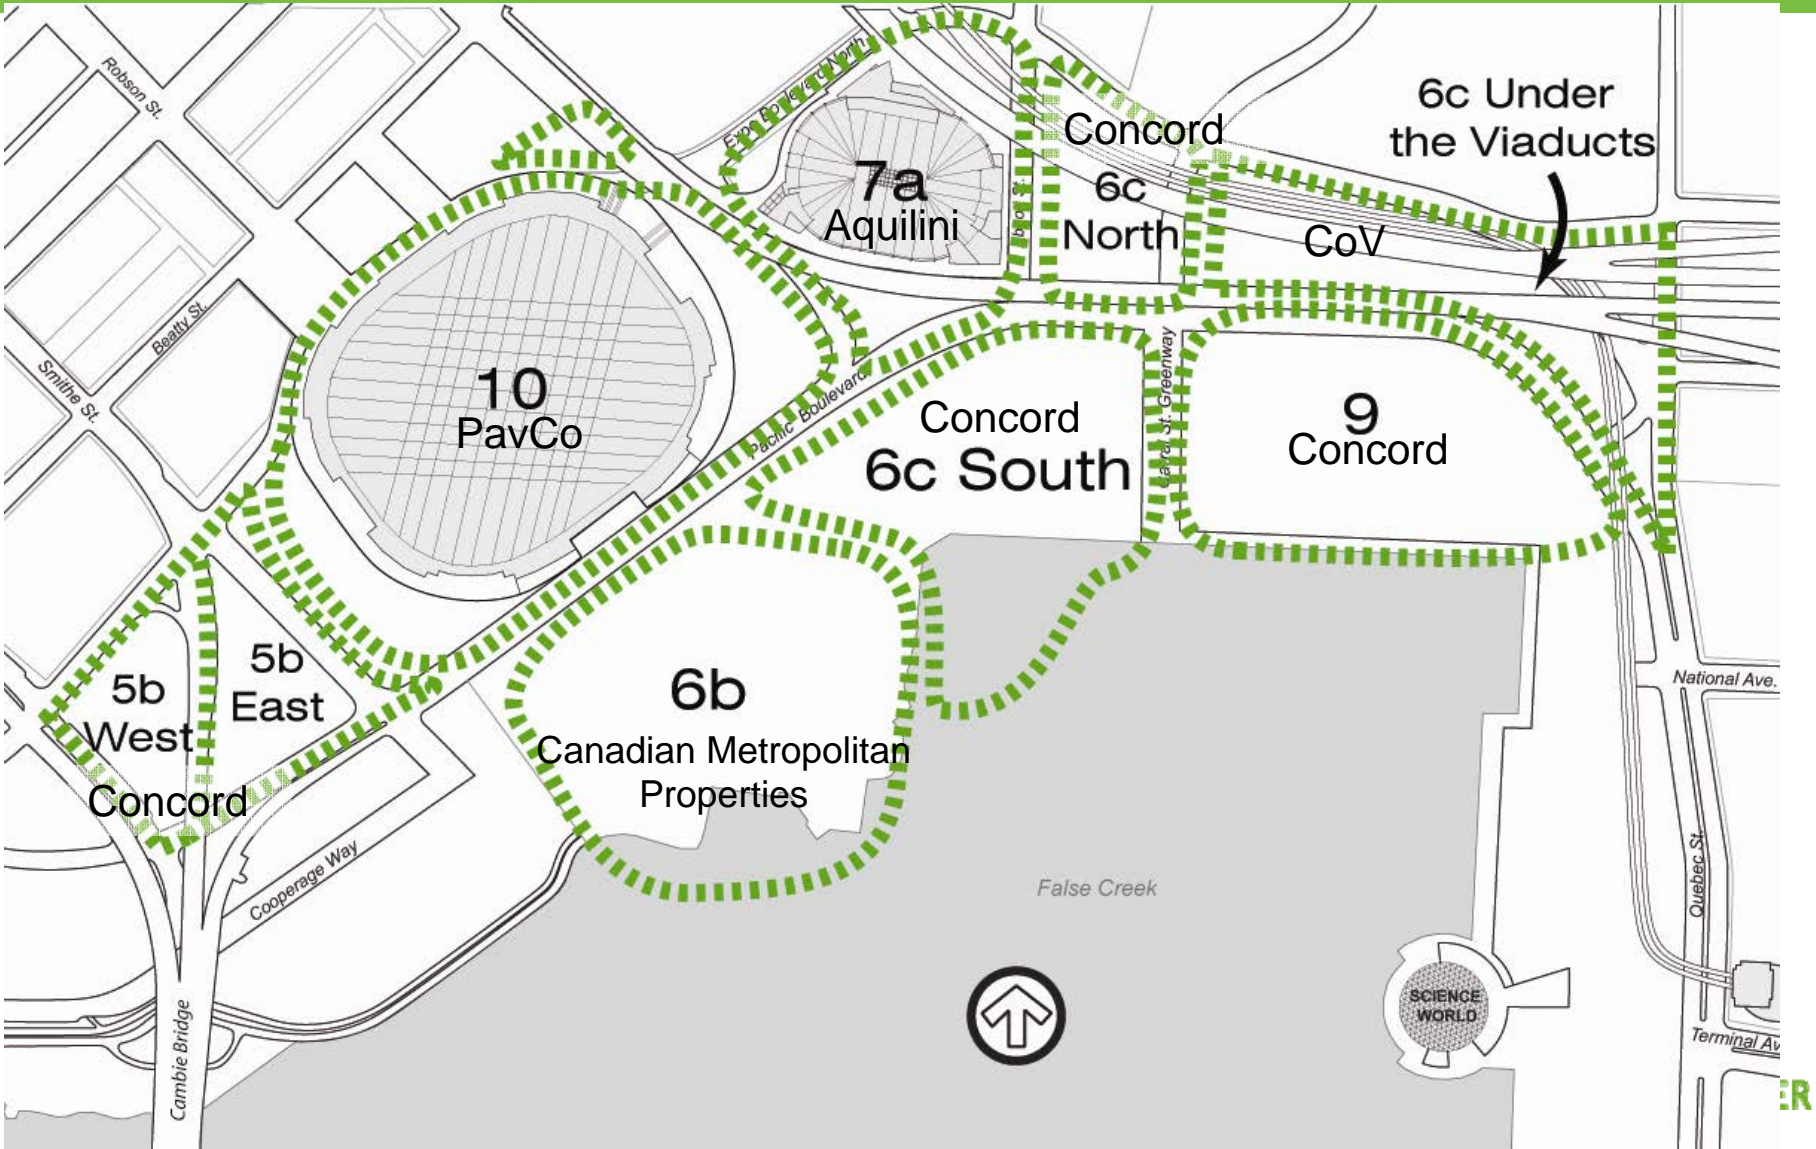 Robson St.
Expo Boulevard North
6c Under
the Viaducts
Concord
7a
Aquilini
6c
North
CoV
Beatty St.
Smithe St.
10
PavCo
Pacific Boulevard
Concord
6c South
Carral St. Greenway
9
Concord
5b
West
5b
East
Concord
6b
Canadian Metropolitan
Properties
National Ave.
Cooperage Way
False Creek
Quebec St.
SCIENCE
WORLD
Cambie Bridge
Terminal Av
ER